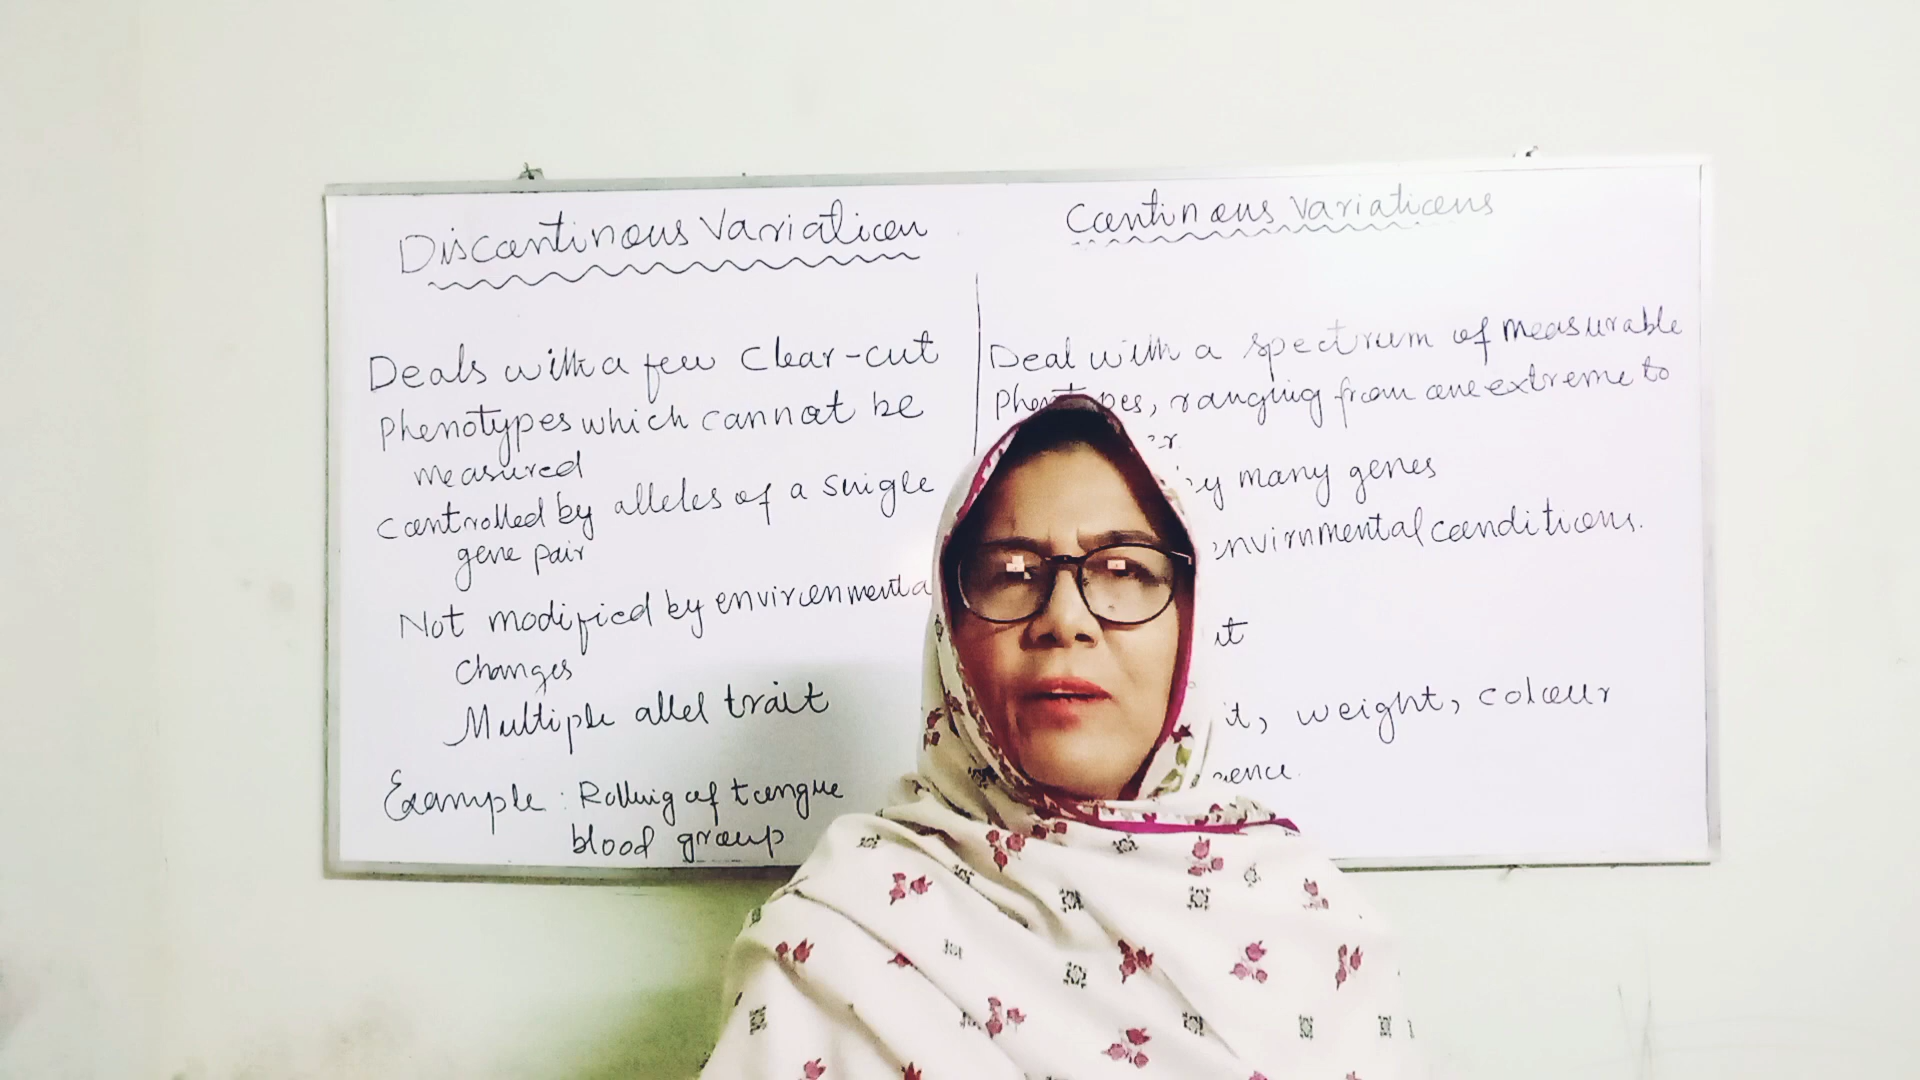 Discontinous Variation
Deals with a few clear-cut
Phenotypes which cannot be
measured
controlled by alleles of a single
gene pair
Not modified by environmenta
Changes
Multiple allel trait
Example : Rolling of tongue
blood group
Continous Variations
Deal with a spectrum of measurable
ranging from one extreme to
many genes
envirnmental conditions.
weight, colour